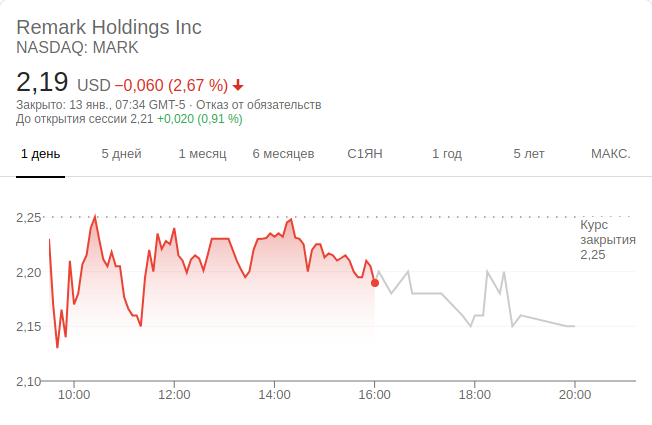 Remark Holdings Inc
NASDAQ: MARK
2,19 USD −0,060 (2,67 %)
Закрыто: 13 янв., 07:34 GMT-5 · Отказ от обязательств
До открытия сессии 2,21 +0,020 (0,91 %)
1 день 5 дней 1 месяц 6 месяцев С1ЯН 1 год 5 лет МАКС.
2,25
Курс
закрытия
2,25
2,20
2,15
2,10
10:00 12:00 14:00 16:00 18:00 20:00